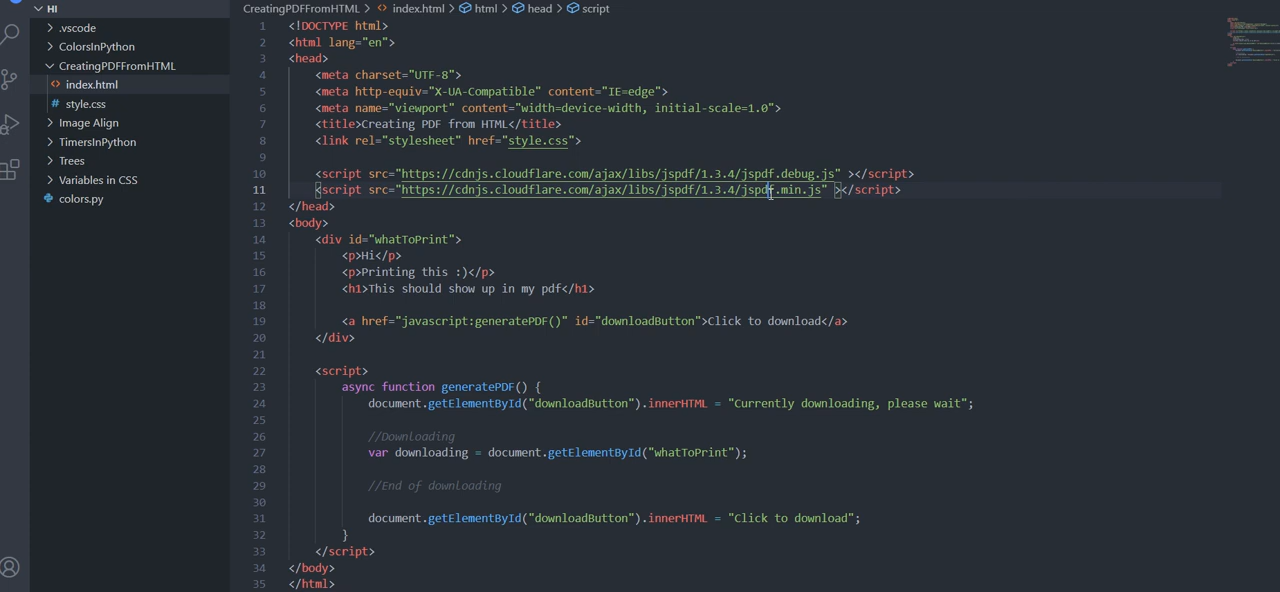 HI
.vscode
ColorsInPython
CreatingPDFFromHTML
index.html
style.css
Image Align
TimersInPython
Trees
Variables in CSS
colors.py
CreatingPDFFromHTML > index.html > html > head > script
1 <!DOCTYPE html>
2 <html lang="en">
3 <head>
4 <meta charset="UTF-8">
5 <meta http-equiv="X-UA-Compatible" content="IE=edge">
6 <meta name="viewport" content="width=device-width, initial-scale=1.0">
7 <title>Creating PDF from HTML</title>
8 <link rel="stylesheet" href="style.css">
9
10 <script src="https://cdnjs.cloudflare.com/ajax/libs/jspdf/1.3.4/jspdf.debug.js" ></script>
11 <script src="https://cdnjs.cloudflare.com/ajax/libs/jspdf/1.3.4/jspdf.min.js" ></script>
12 </head>
13 <body>
14 <div id="whatToPrint">
15 <p>Hi</p>
16 <p>Printing this :)</p>
17 <h1>This should show up in my pdf</h1>
18
19 <a href="javascript:generatePDF()" id="downloadButton">Click to download</a>
20 </div>
21
22 <script>
23 async function generatePDF() {
24 document.getElementById("downloadButton").innerHTML = "Currently downloading, please wait";
25
26 //Downloading
27 var downloading = document.getElementById("whatToPrint");
28
29 //End of downloading
30
31 document.getElementById("downloadButton").innerHTML = "Click to download";
32 }
33 </script>
34 </body>
35 </html>